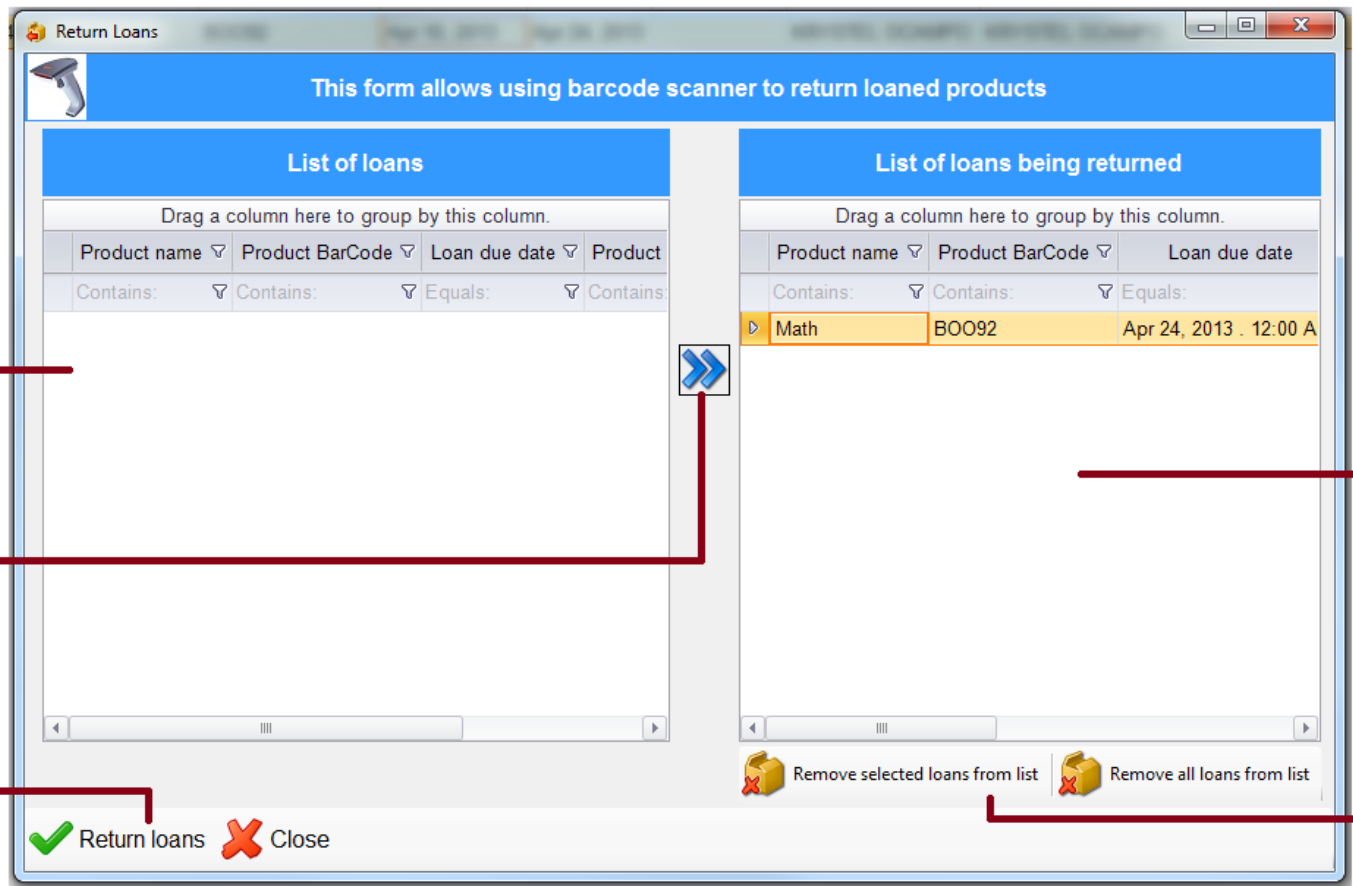 Return Loans
This form allows using barcode scanner to return loaned products
List of loans
Drag a column here to group by this column.
Product name Product BarCode Loan due date Product
Contains: Contains: Equals: Contains:
List of loans being returned
Drag a column here to group by this column.
Product name Product BarCode Loan due date
Contains: Contains: Equals:
Math BOO92 Apr 24, 2013 . 12:00 A
Remove selected loans from list Remove all loans from list
Return loans Close